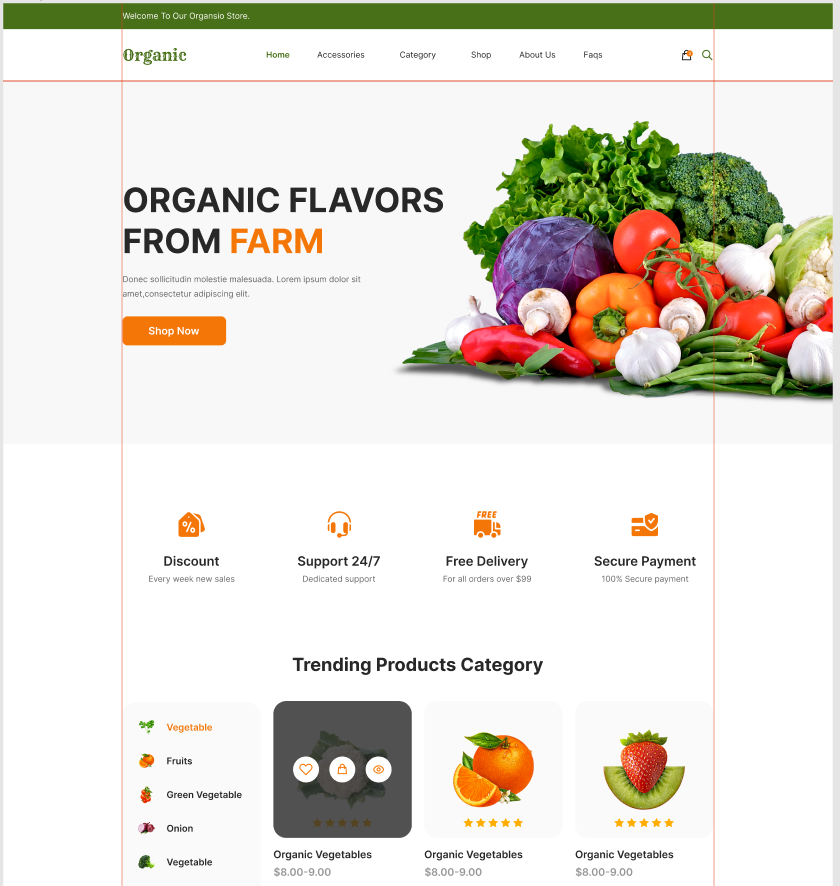 Welcome To Our Organsio Store.
Organic
Home Accessories Category Shop About Us Faqs
ORGANIC FLAVORS
FROM FARM
Donec sollicitudin molestie malesuada. Lorem ipsum dolor sit
amet,consectetur adipiscing elit.
Shop Now
%
FREE
Discount Support 24/7 Free Delivery Secure Payment
Every week new sales Dedicated support For all orders over $99 100% Secure payment
Trending Products Category
Vegetable
Fruits
Green Vegetable
Onion
Vegetable
Organic Vegetables Organic Vegetables Organic Vegetables
$8.00-9.00 $8.00-9.00 $8.00-9.00